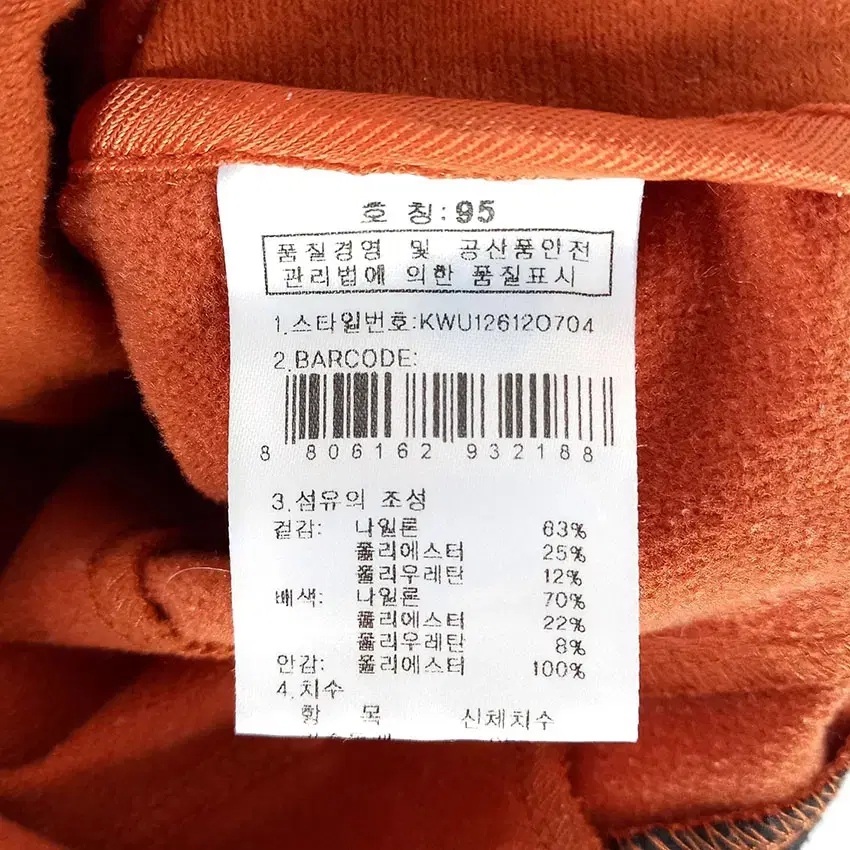 호 칭:95
품질경영 및 공산품안전
관리법에 의한 품질표시
1.스타일번호:KWU12612O704
2.BARCODE:
8 806162 932188
3.섬유의 조성
겉감: 나일론 63%
폴리에스터 25%
폴리우레탄 12%
배색: 나일론 70%
폴리에스터 22%
폴리우레탄 8%
안감: 폴리에스터 100%
4.치수
항 목 신체치수